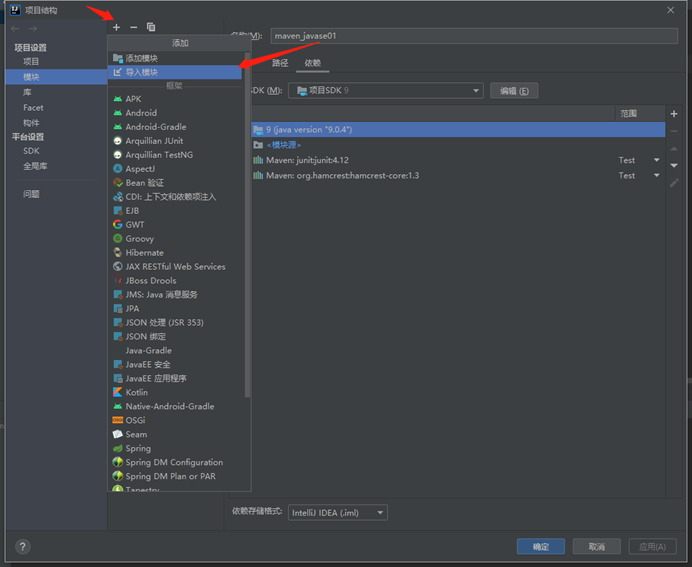 项目结构
项目设置
项目
模块
库
Facet
构件
平台设置
SDK
全局库
问题
添加
添加模块
导入模块
框架
APK
Android
Android-Gradle
Arquillian JUnit
Arquillian TestNG
AspectJ
Bean 验证
CDI: 上下文和依赖项注入
EJB
GWT
Groovy
Hibernate
JAX RESTful Web Services
JBoss Drools
JMS: Java 消息服务
JPA
JSON 处理 (JSR 353)
JSON 绑定
Java-Gradle
JavaEE 安全
JavaEE 应用程序
Kotlin
Native-Android-Gradle
OSGi
Seam
Spring
Spring DM Configuration
Spring DM Plan or PAR
Tapestry
(M): maven_javase01
路径 依赖
SDK (M): 项目SDK 9 编辑 (E)
范围
9 (java version "9.0.4")
<模块源>
Maven: junit:junit:4.12 Test
Maven: org.hamcrest:hamcrest-core:1.3 Test
依赖存储格式: IntelliJ IDEA (.iml)
? 确定 取消 应用(A)